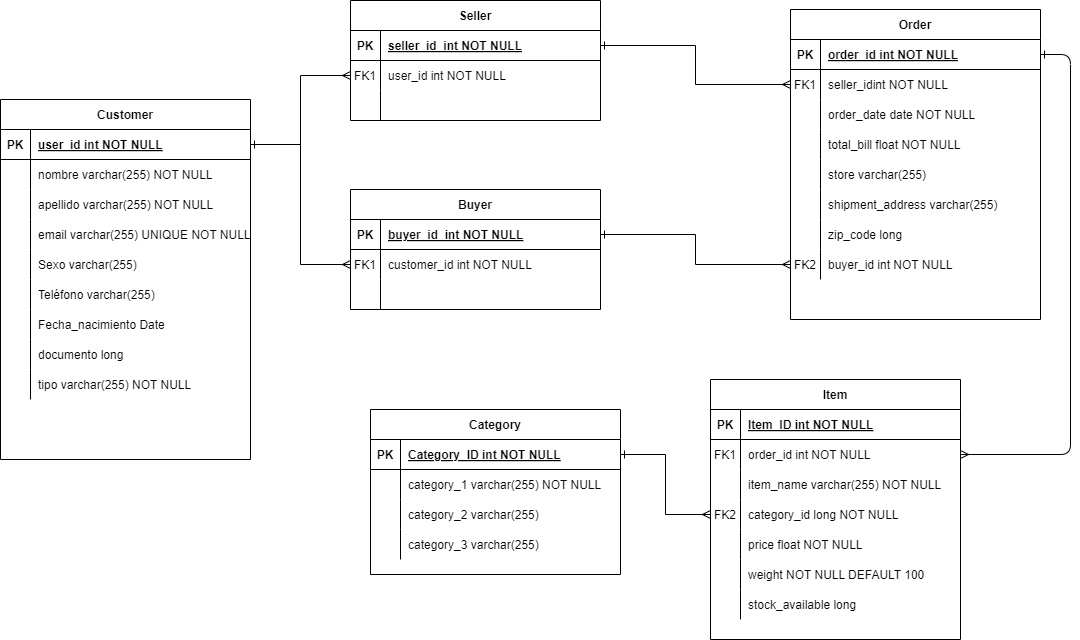 Customer
PK user_id int NOT NULL
nombre varchar(255) NOT NULL
apellido varchar(255) NOT NULL
email varchar(255) UNIQUE NOT NULL
Sexo varchar(255)
Teléfono varchar(255)
Fecha_nacimiento Date
documento long
tipo varchar(255) NOT NULL
Seller
PK seller_id int NOT NULL
FK1 user_id int NOT NULL
Buyer
PK buyer_id int NOT NULL
FK1 customer_id int NOT NULL
Order
PK order_id int NOT NULL
FK1 seller_idint NOT NULL
order_date date NOT NULL
total_bill float NOT NULL
store varchar(255)
shipment_address varchar(255)
zip_code long
FK2 buyer_id int NOT NULL
Category
PK Category_ID int NOT NULL
category_1 varchar(255) NOT NULL
category_2 varchar(255)
category_3 varchar(255)
Item
PK Item_ID int NOT NULL
FK1 order_id int NOT NULL
item_name varchar(255) NOT NULL
FK2 category_id long NOT NULL
price float NOT NULL
weight NOT NULL DEFAULT 100
stock_available long